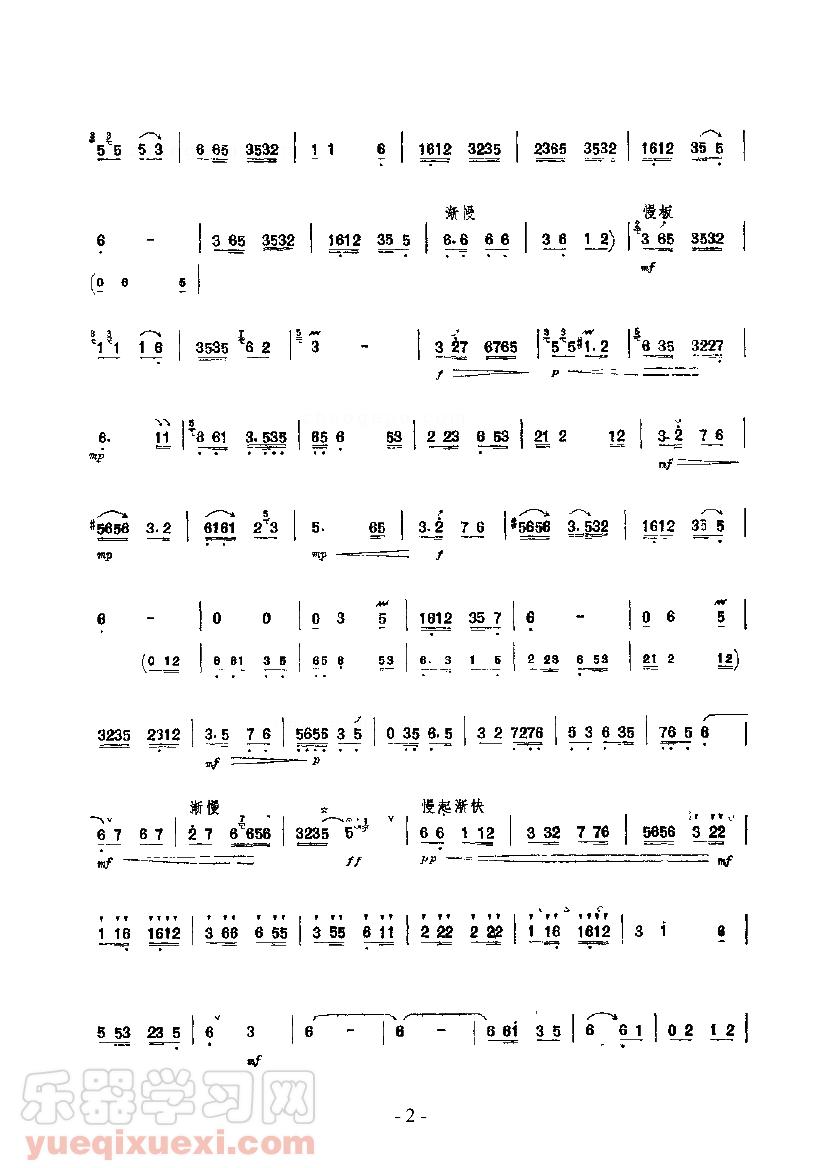 5 5 5 3 | 6 65 3532 | 1 1 6 | 1612 3235 | 2365 3532 | 1612 35 5 |
渐慢 慢板
6 - | 3 65 3532 | 1612 35 5 | 6. 6 6 6 | 3 6 1 2) | 3 65 3532
(0 6 5 | mf
1 1 1 6 | 3535 6 2 | 3 - | 3 27 6765 | 5 5 #1.2 | 6 35 3227 |
f p
6. 11 | 6 61 3.535 | 65 6 53 | 2 23 6 53 | 21 2 12 | 3.2 7 6 |
mp mf
#5656 3.2 | 6161 2 3 | 5. 65 | 3.2 7 6 | #5656 3.532 | 1612 35 5 |
mp mp f
6 - | 0 0 | 0 3 5 | 1612 35 7 | 6 - | 0 6 5
(0 12 | 6 61 3 5 | 65 6 53 | 6. 3 1 5 | 2 23 6 53 | 21 2 12)
3235 2312 | 3.5 7 6 | 5656 3 5 | 0 35 6.5 | 3 2 7276 | 5 3 6 35 | 76 5 6
mf p
渐慢 慢起渐快
6 7 6 7 | 2 7 6 656 | 3235 5 | 6 6 1 12 | 3 32 7 76 | 5656 3 22 |
mf ff pp mf
1 16 1612 | 3 66 6 55 | 3 55 6 11 | 2 22 2 22 | 1 16 1612 | 3 1 6 |
5 53 23 5 | 6 3 | 6 - | 6 - | 6 61 3 5 | 6 6 1 | 0 2 1 2 |
mf
乐器学习网
yueqixuexi.com
- 2 -